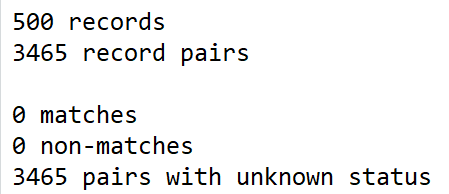 500 records
3465 record pairs
0 matches
0 non-matches
3465 pairs with unknown status